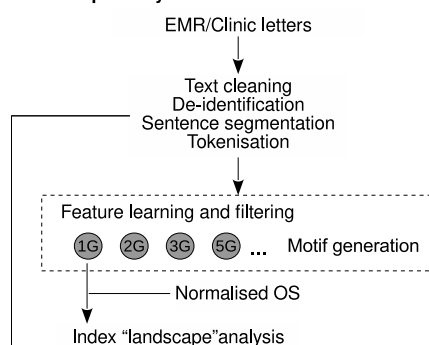 EMR/Clinic letters
Text cleaning
De-identification
Sentence segmentation
Tokenisation
Feature learning and filtering
1G 2G 3G 5G ... Motif generation
Normalised OS
Index “landscape”analysis